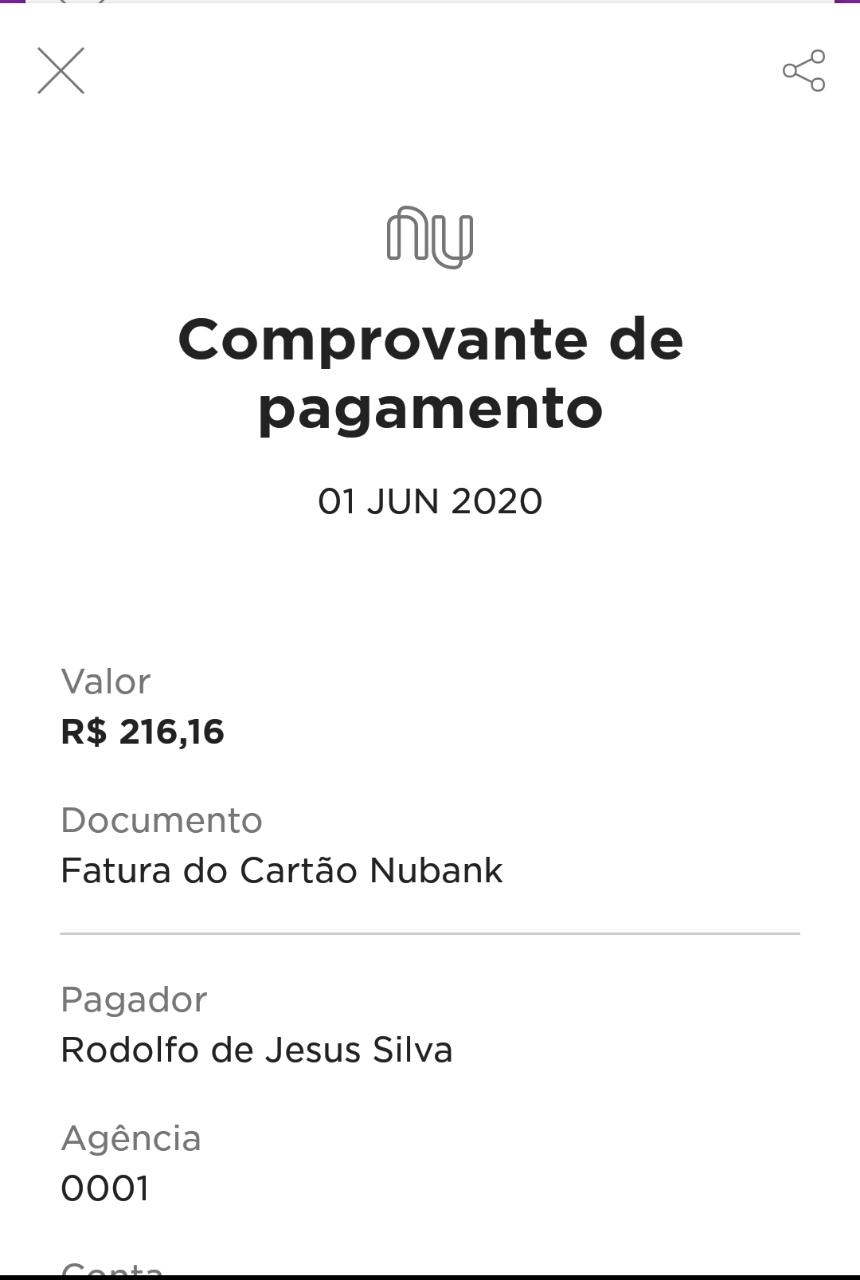 nu
Comprovante de
pagamento
01 JUN 2020
Valor
R$ 216,16
Documento
Fatura do Cartão Nubank
Pagador
Rodolfo de Jesus Silva
Agência
0001
Conta